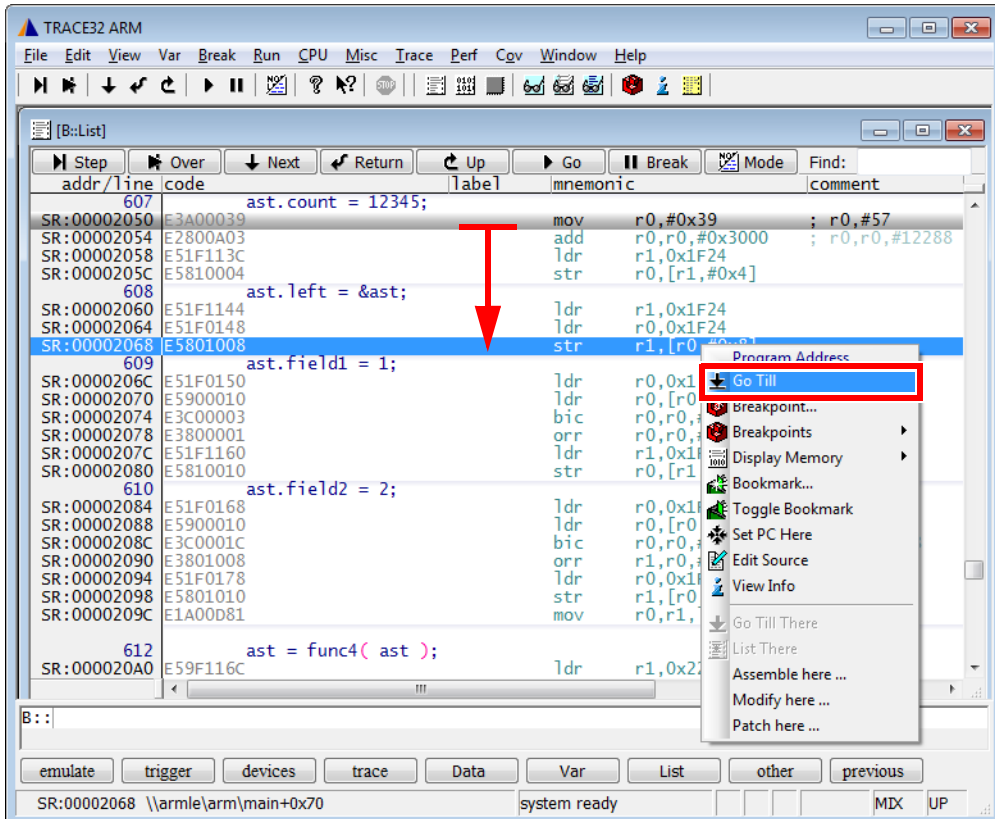 TRACE32 ARM
File Edit View Var Break Run CPU Misc Trace Perf Cov Window Help
[B::List]
Step Over Next Return Up Go Break Mode Find:
addr/line code label mnemonic comment
607 ast.count = 12345;
SR:00002050 E3A00039 mov r0,#0x39 ; r0,#57
SR:00002054 E2800A03 add r0,r0,#0x3000 ; r0,r0,#12288
SR:00002058 E51F113C ldr r1,0x1F24
SR:0000205C E5810004 str r0,[r1,#0x4]
608 ast.left = &ast;
SR:00002060 E51F1144 ldr r1,0x1F24
SR:00002064 E51F0148 ldr r0,0x1F24
SR:00002068 E5801008 str r1,[r0,#0x8]
Program Address
609 ast.field1 = 1;
SR:0000206C E51F0150 ldr r0,0x1
Go Till
SR:00002070 E5900010 ldr r0,[r0
Breakpoint...
SR:00002074 E3C00003 bic r0,r0,
SR:00002078 E3800001 orr r0,r0,
Breakpoints
SR:0000207C E51F1160 ldr r1,0x1F
Display Memory
SR:00002080 E5810010 str r0,[r1
610 ast.field2 = 2;
Bookmark...
SR:00002084 E51F0168 ldr r0,0x1F
Toggle Bookmark
SR:00002088 E5900010 ldr r0,[r0
SR:0000208C E3C0001C bic r0,r0,
Set PC Here
SR:00002090 E3801008 orr r1,r0,
Edit Source
SR:00002094 E51F0178 ldr r0,0x1F
View Info
SR:00002098 E5801010 str r1,[r0
SR:0000209C E1A00D81 mov r0,r1,
Go Till There
612 ast = func4( ast );
List There
SR:000020A0 E59F116C ldr r1,0x22
Assemble here ...
Modify here ...
Patch here ...
B::
emulate trigger devices trace Data Var List other previous
SR:00002068 \\armle\arm\main+0x70 system ready MIX UP